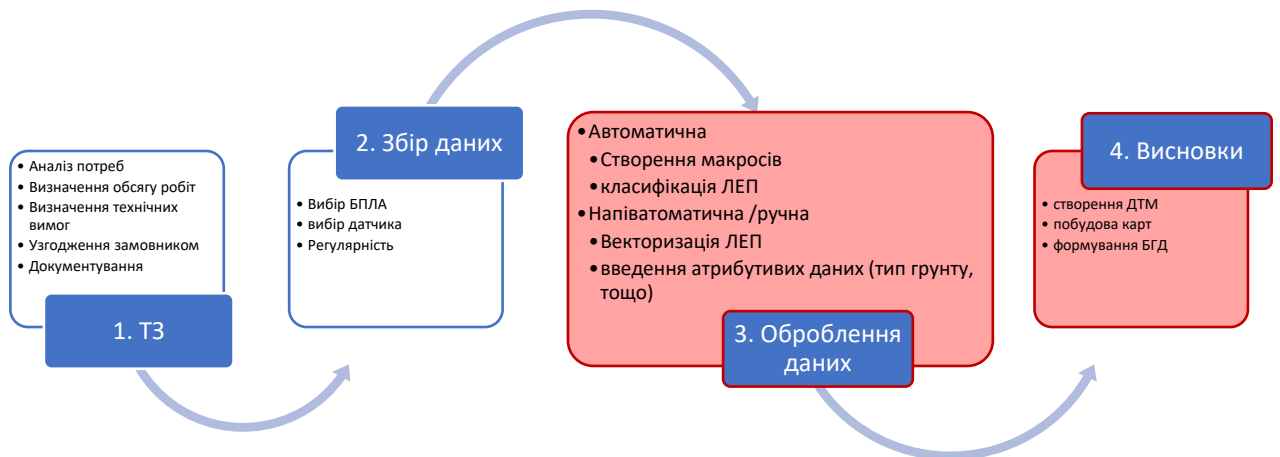 • Аналіз потреб
• Визначення обсягу робіт
• Визначення технічних
вимог
• Узгодження замовником
• Документування
1. ТЗ
2. Збір даних
• Вибір БПЛА
• вибір датчика
• Регулярність
•Автоматична
•Створення макросів
•класифікація ЛЕП
•Напіватоматична /ручна
•Векторизація ЛЕП
•введення атрибутивих даних (тип грунту,
тощо)
3. Оброблення
даних
4. Висновки
• створення ДТМ
• побудова карт
• формування БГД